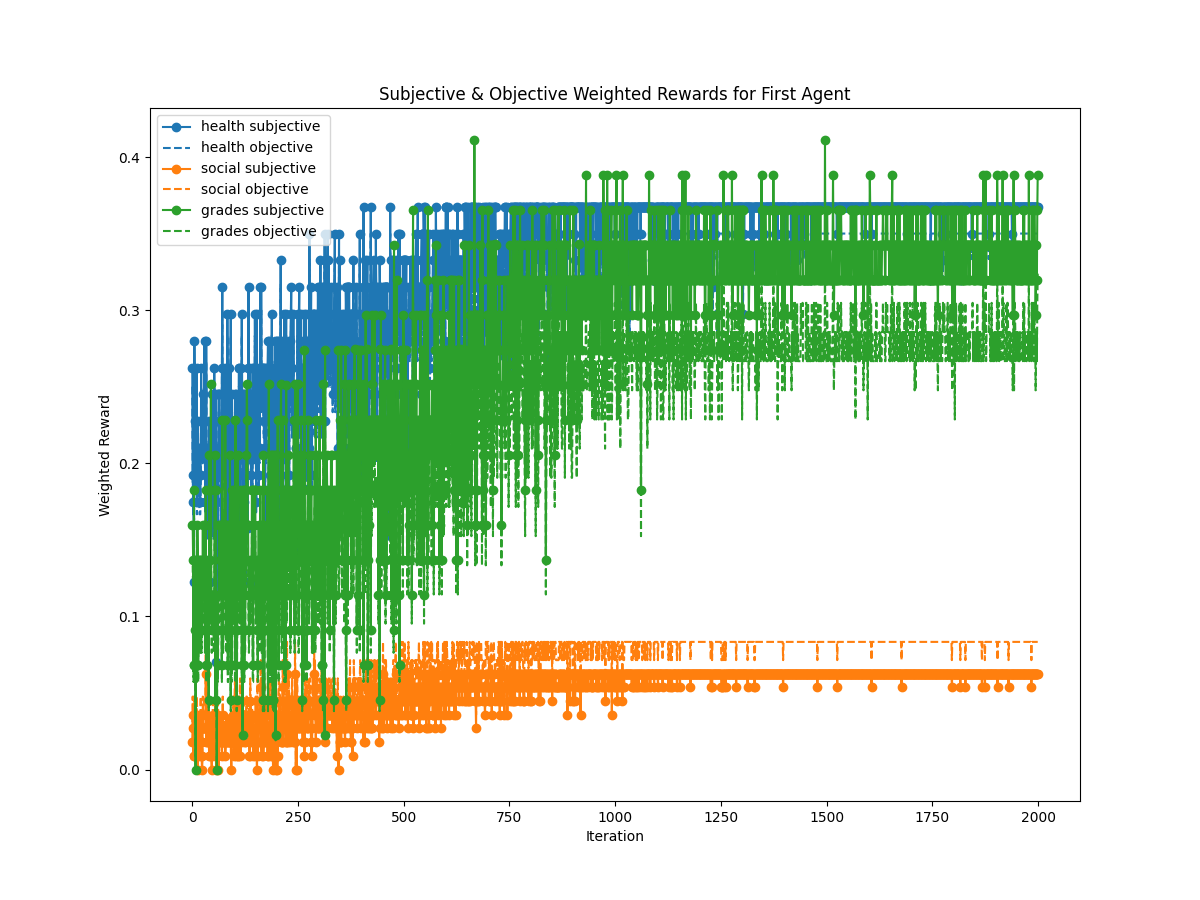 Subjective & Objective Weighted Rewards for First Agent
health subjective
health objective
social subjective
social objective
grades subjective
grades objective
0.4
0.3
0.2
0.1
0.0
Weighted Reward
0 250 500 750 1000 1250 1500 1750 2000
Iteration